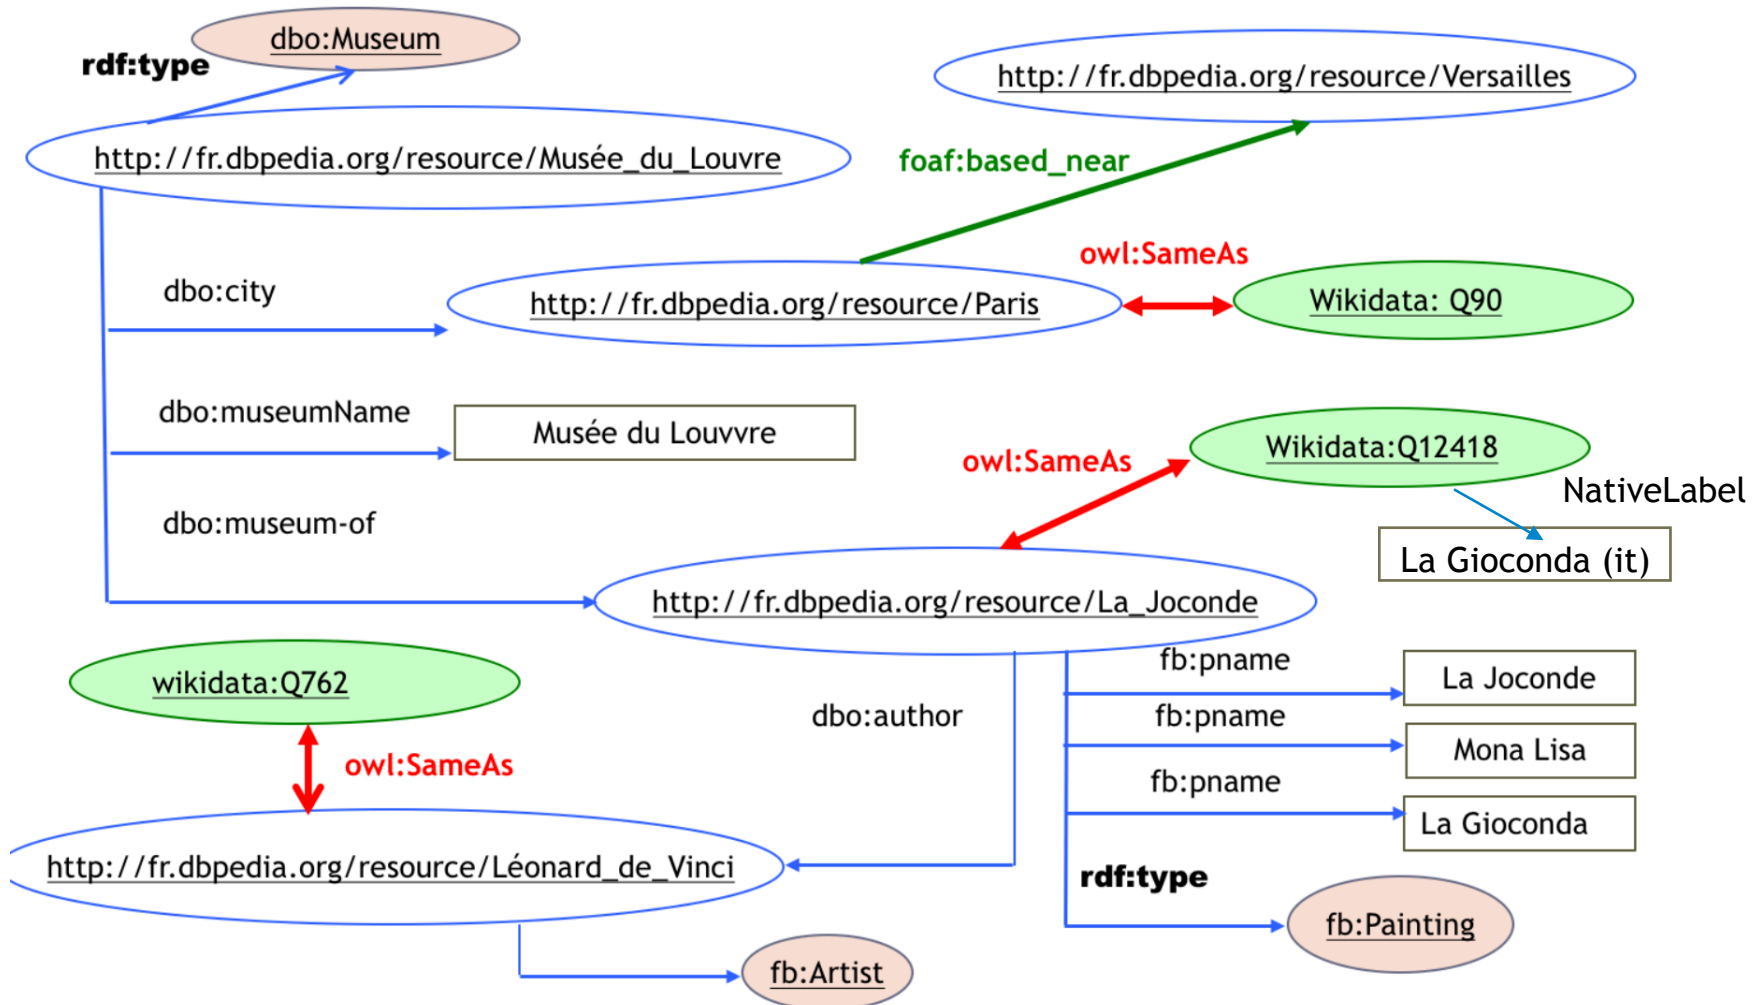 dbo:Museum
rdf:type
http://fr.dbpedia.org/resource/Versailles
http://fr.dbpedia.org/resource/Musée_du_Louvre
foaf:based_near
owl:SameAs
dbo:city
http://fr.dbpedia.org/resource/Paris
Wikidata: Q90
dbo:museumName
Musée du Louvvre
owl:SameAs
Wikidata:Q12418
NativeLabel
dbo:museum-of
La Gioconda (it)
http://fr.dbpedia.org/resource/La_Joconde
wikidata:Q762
fb:pname
La Joconde
dbo:author
fb:pname
Mona Lisa
owl:SameAs
fb:pname
La Gioconda
http://fr.dbpedia.org/resource/Léonard_de_Vinci
rdf:type
fb:Painting
fb:Artist